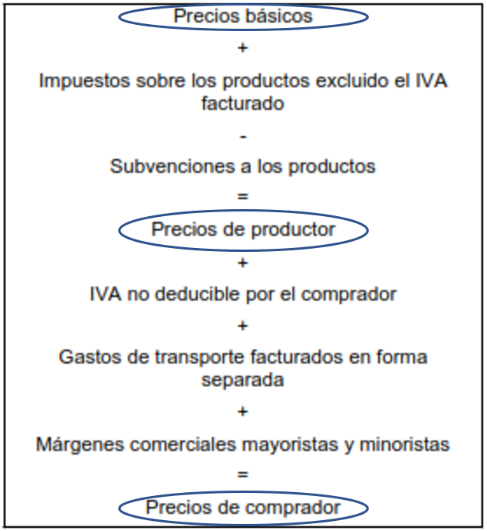 Precios básicos
+
Impuestos sobre los productos excluido el IVA
facturado
-
Subvenciones a los productos
=
Precios de productor
+
IVA no deducible por el comprador
+
Gastos de transporte facturados en forma
separada
+
Márgenes comerciales mayoristas y minoristas
=
Precios de comprador